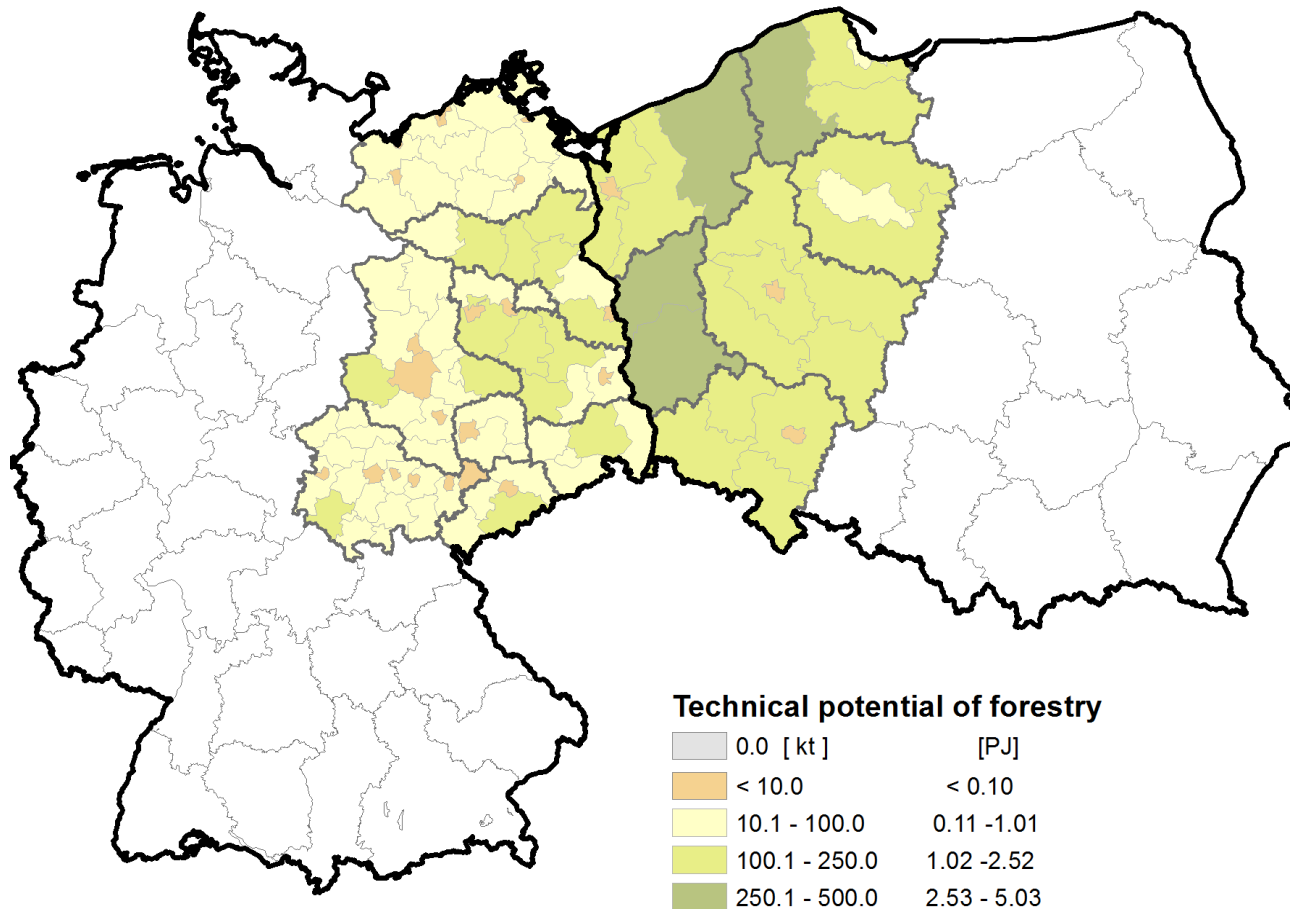 Technical potential of forestry
0.0 [ kt ] [PJ]
< 10.0 < 0.10
10.1 - 100.0 0.11 -1.01
100.1 - 250.0 1.02 -2.52
250.1 - 500.0 2.53 - 5.03